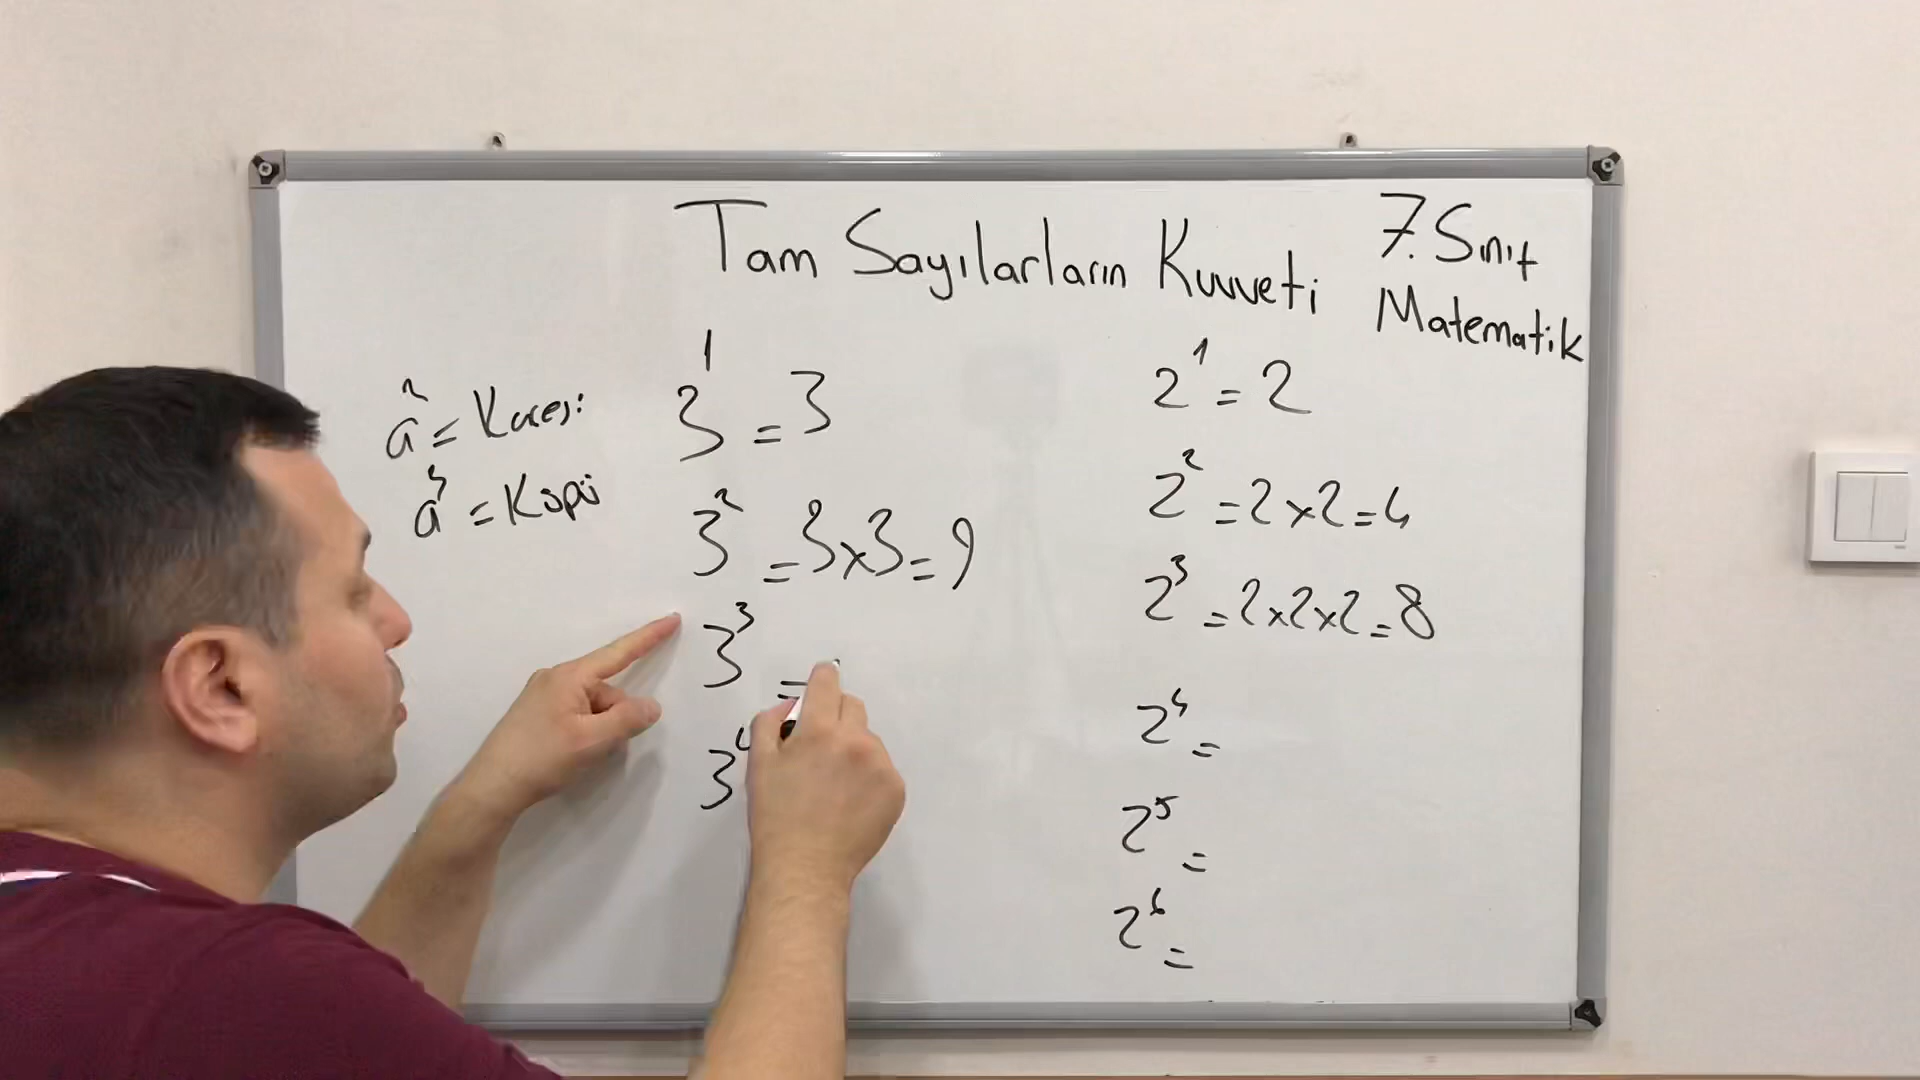 Tam Sayılarların Kuvveti
7. Sınıf
Matematik
a² = Karesi
a³ = Küpü
3¹ = 3
3² = 3x3 = 9
3³ =
3⁴
2¹ = 2
2² = 2x2 = 4
2³ = 2x2x2 = 8
2⁴ =
2⁵ =
2⁶ =